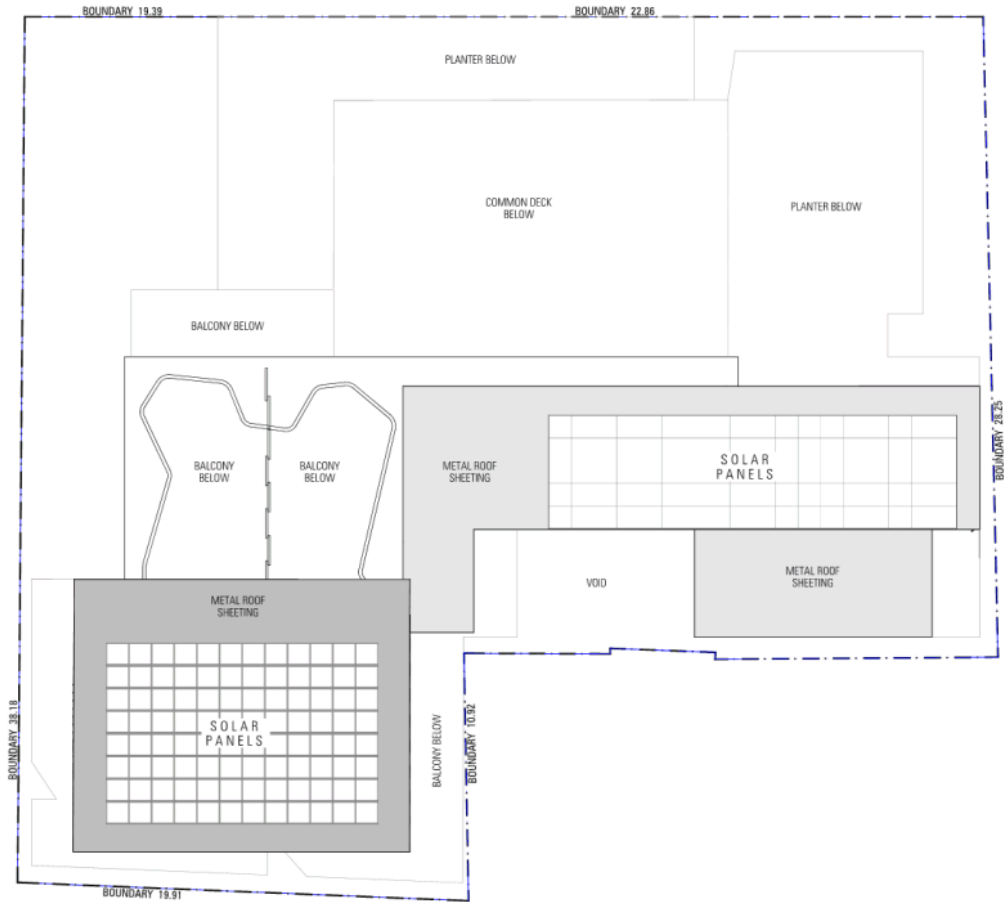 BOUNDARY 19.39
BOUNDARY 22.86
PLANTER BELOW
COMMON DECK
BELOW
PLANTER BELOW
BALCONY BELOW
BALCONY
BELOW
BALCONY
BELOW
METAL ROOF
SHEETING
SOLAR
PANELS
BOUNDARY 28.25
METAL ROOF
SHEETING
VOID
METAL ROOF
SHEETING
SOLAR
PANELS
BALCONY BELOW
BOUNDARY 10.92
BOUNDARY 38.18
BOUNDARY 19.91